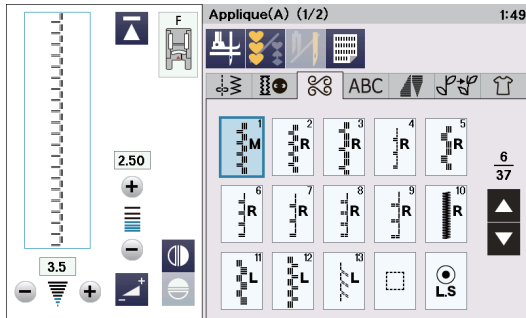 F
2.50
3.5
Applique(A) (1/2)
1:49
ABC
1 M
2 R
3 R
4 R
5 R
6
37
6 R
7 R
8 R
9 R
10 R
11 L
12 L
13 L
L.S